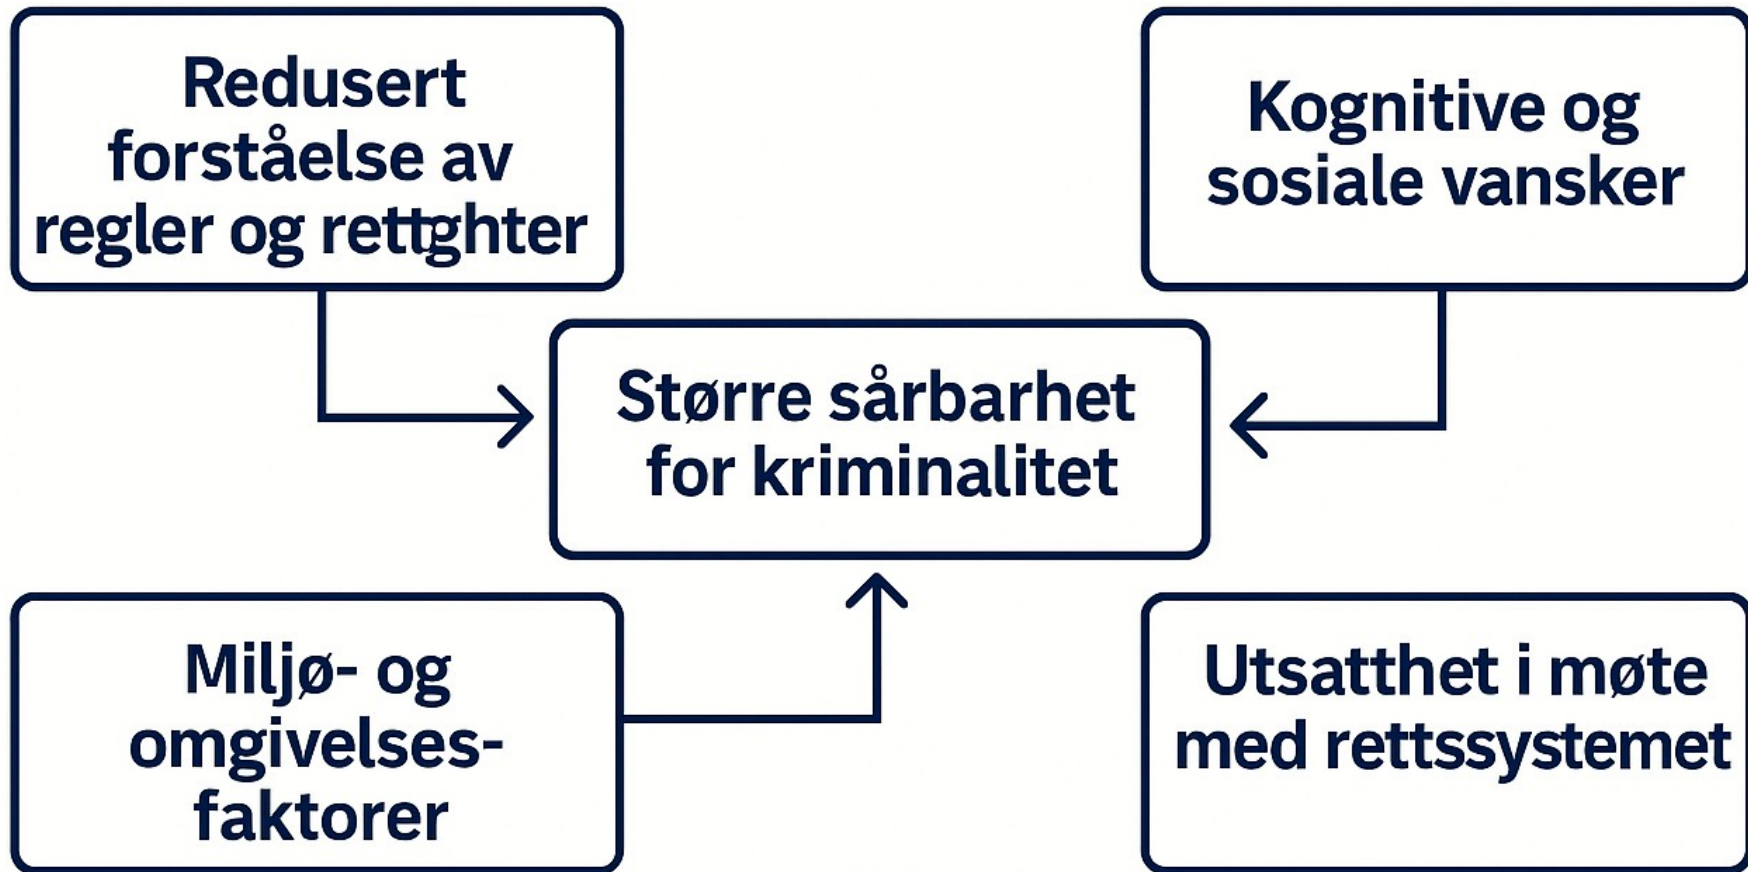 Redusert
forståelse av
regler og rettghter
Kognitive og
sosiale vansker
Større sårbarhet
for kriminalitet
Miljø- og
omgivelses-
faktorer
Utsatthet i møte
med rettssystemet